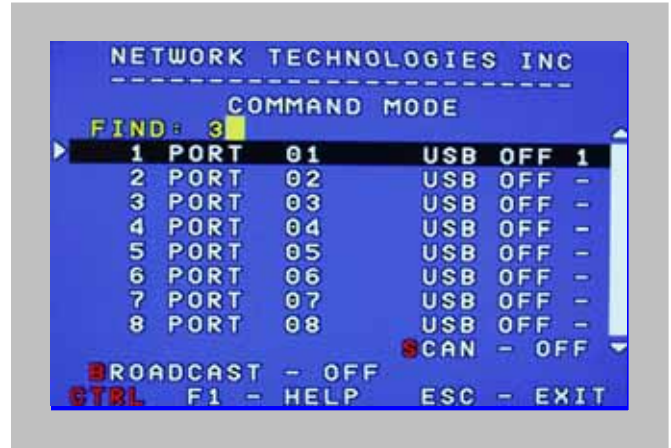 NETWORK TECHNOLOGIES INC
------------------------
COMMAND MODE
FIND: 3
1 PORT 01 USB OFF 1
2 PORT 02 USB OFF -
3 PORT 03 USB OFF -
4 PORT 04 USB OFF -
5 PORT 05 USB OFF -
6 PORT 06 USB OFF -
7 PORT 07 USB OFF -
8 PORT 08 USB OFF -
SCAN - OFF
BROADCAST - OFF
CTRL F1 - HELP ESC - EXIT